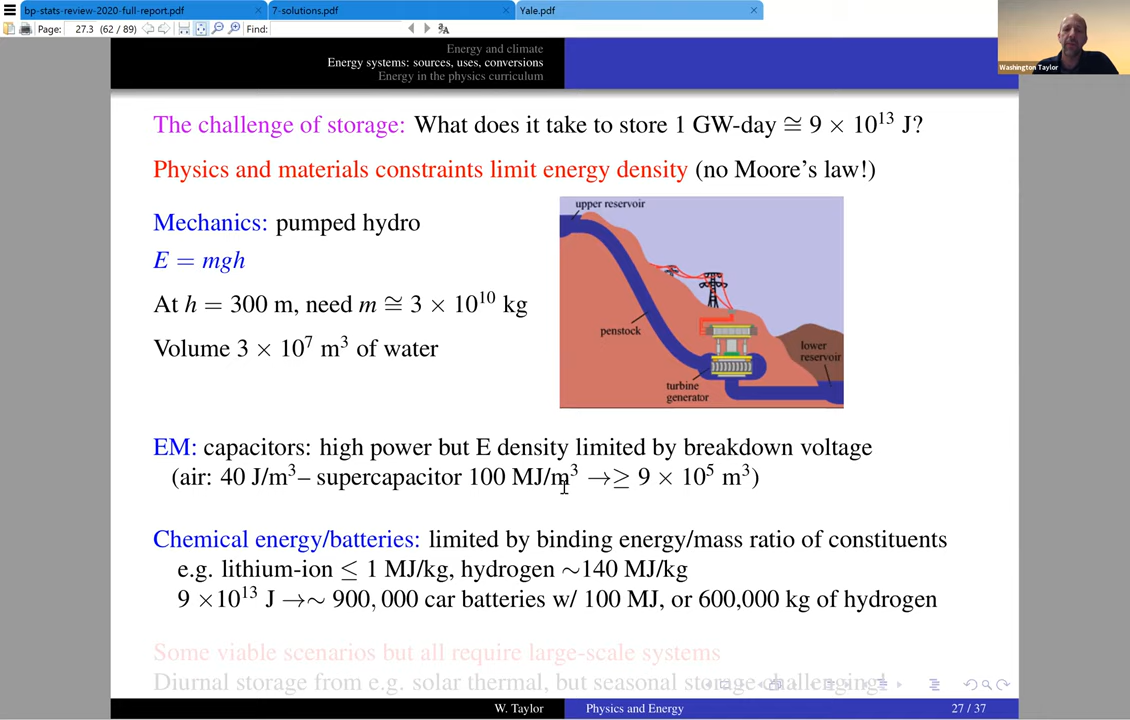 bp-stats-review-2020-full-report.pdf
7-solutions.pdf
Yale.pdf
Page: 27.3 (62 / 89)
Find:
Washington Taylor
Energy and climate
Energy systems: sources, uses, conversions
Energy in the physics curriculum
The challenge of storage: What does it take to store 1 GW-day ≅ 9 × 10¹³ J?
Physics and materials constraints limit energy density (no Moore's law!)
Mechanics: pumped hydro
E = mgh
At h = 300 m, need m ≅ 3 × 10¹⁰ kg
Volume 3 × 10⁷ m³ of water
upper reservoir
penstock
lower
reservoir
turbine
generator
EM: capacitors: high power but E density limited by breakdown voltage
(air: 40 J/m³– supercapacitor 100 MJ/m³ →≥ 9 × 10⁵ m³)
Chemical energy/batteries: limited by binding energy/mass ratio of constituents
e.g. lithium-ion ≤ 1 MJ/kg, hydrogen ∼140 MJ/kg
9 ×10¹³ J →∼ 900, 000 car batteries w/ 100 MJ, or 600,000 kg of hydrogen
Some viable scenarios but all require large-scale systems
Diurnal storage from e.g. solar thermal, but seasonal storage challenging!
W. Taylor
Physics and Energy
27 / 37